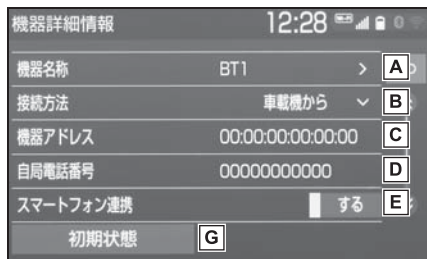 機器詳細情報 12:28
機器名称 BT1 > A
接続方法 車載機から B
機器アドレス 00:00:00:00:00:00 C
自局電話番号 00000000000 D
スマートフォン連携 する E
初期状態 G